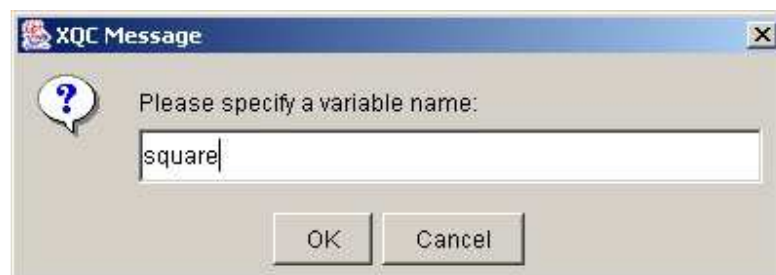 XQC Message
?
Please specify a variable name:
square
OK Cancel